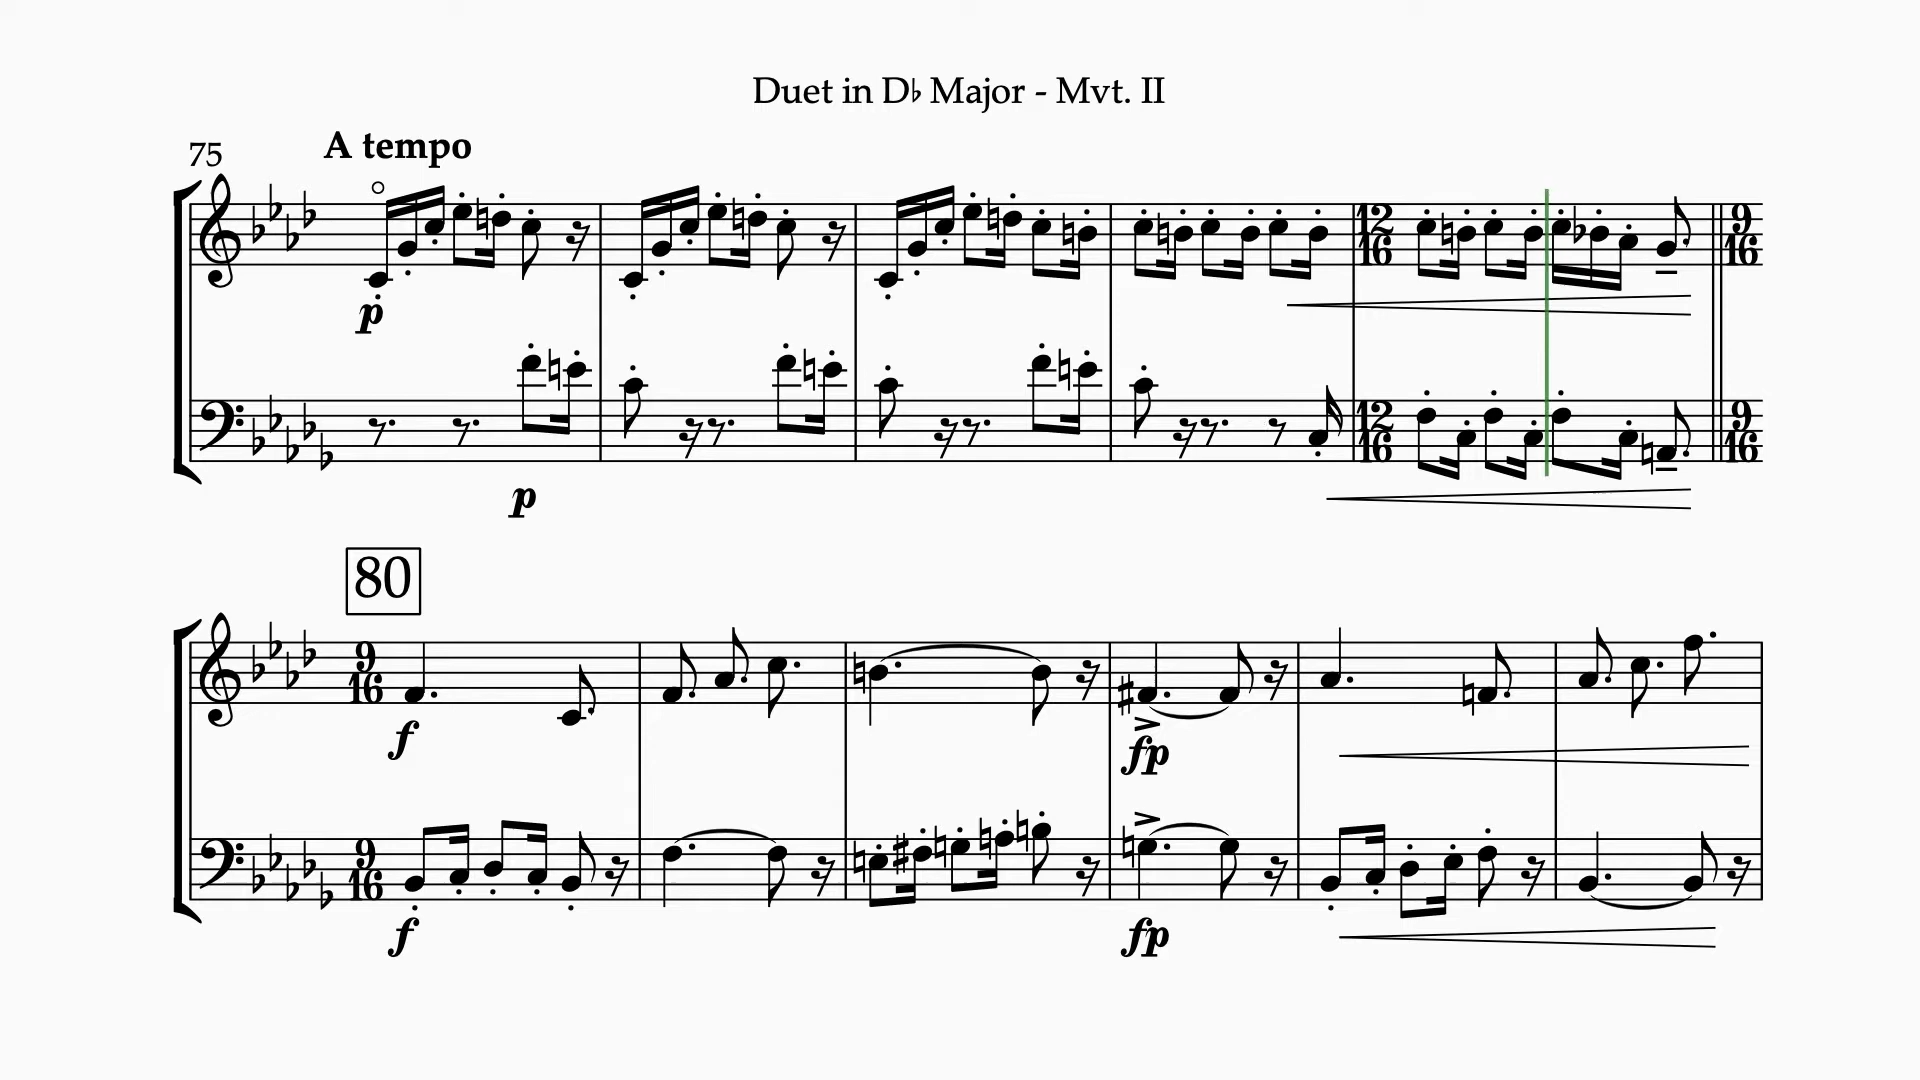 Duet in D♭ Major - Mvt. II
75 A tempo
12 9
16 16
p
12 9
16 16
p
80
9
16
f fp
9
16
f fp